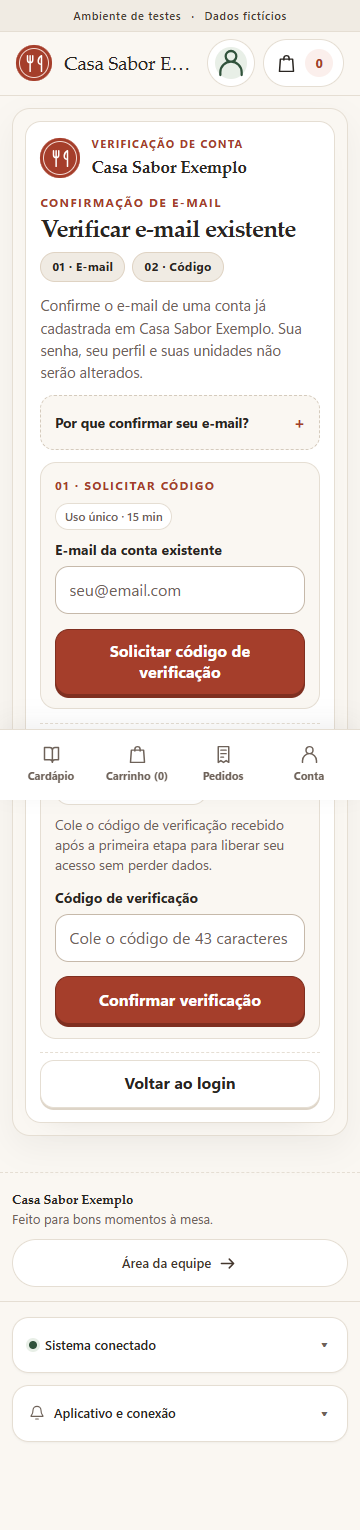 Ambiente de testes · Dados fictícios
Casa Sabor E...
0
VERIFICAÇÃO DE CONTA
Casa Sabor Exemplo
CONFIRMAÇÃO DE E-MAIL
Verificar e-mail existente
01 · E-mail
02 · Código
Confirme o e-mail de uma conta já
cadastrada em Casa Sabor Exemplo. Sua
senha, seu perfil e suas unidades não
serão alterados.
Por que confirmar seu e-mail? +
01 · SOLICITAR CÓDIGO
Uso único · 15 min
E-mail da conta existente
seu@email.com
Solicitar código de
verificação
Cardápio
Carrinho (0)
Pedidos
Conta
Cole o código de verificação recebido
após a primeira etapa para liberar seu
acesso sem perder dados.
Código de verificação
Cole o código de 43 caracteres
Confirmar verificação
Voltar ao login
Casa Sabor Exemplo
Feito para bons momentos à mesa.
Área da equipe →
Sistema conectado
Aplicativo e conexão